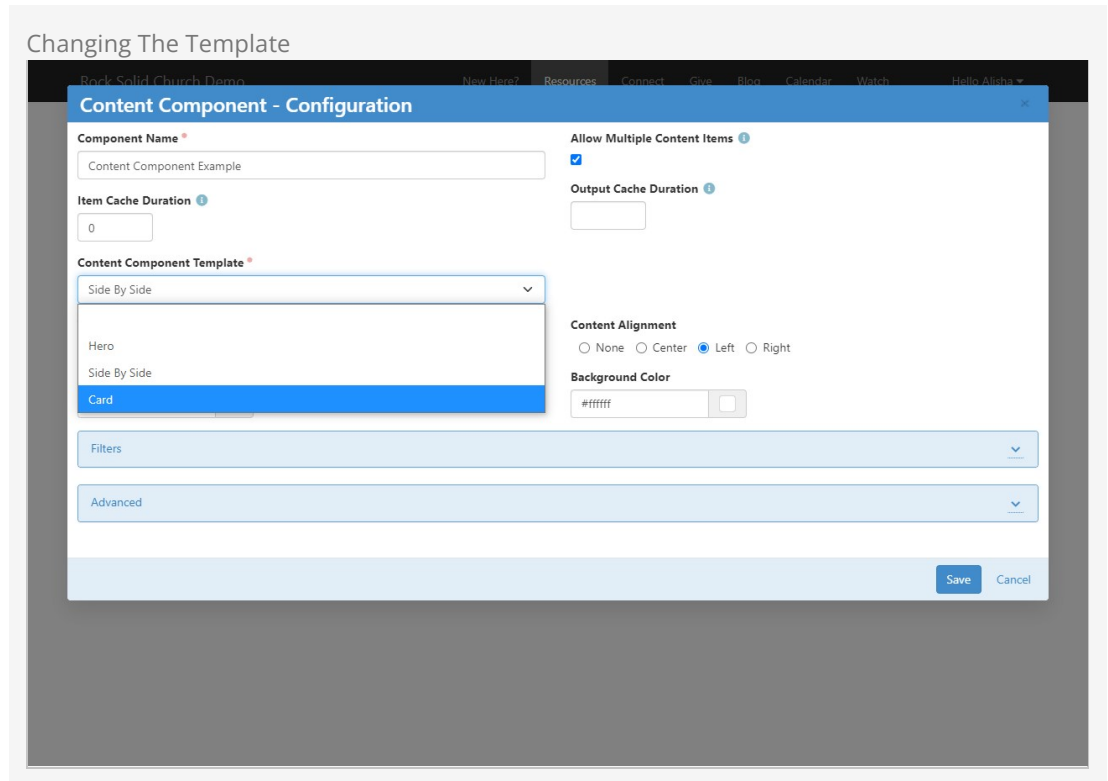 Changing The Template
Rock Solid Church Demo New Here? Resources Connect Give Blog Calendar Watch Hello Alisha
Content Component - Configuration ×
Component Name * Allow Multiple Content Items
Content Component Example
Item Cache Duration Output Cache Duration
0
Content Component Template *
Side By Side
Content Alignment
Hero None Center Left Right
Side By Side Background Color
Card #ffffff
Filters
Advanced
Save Cancel